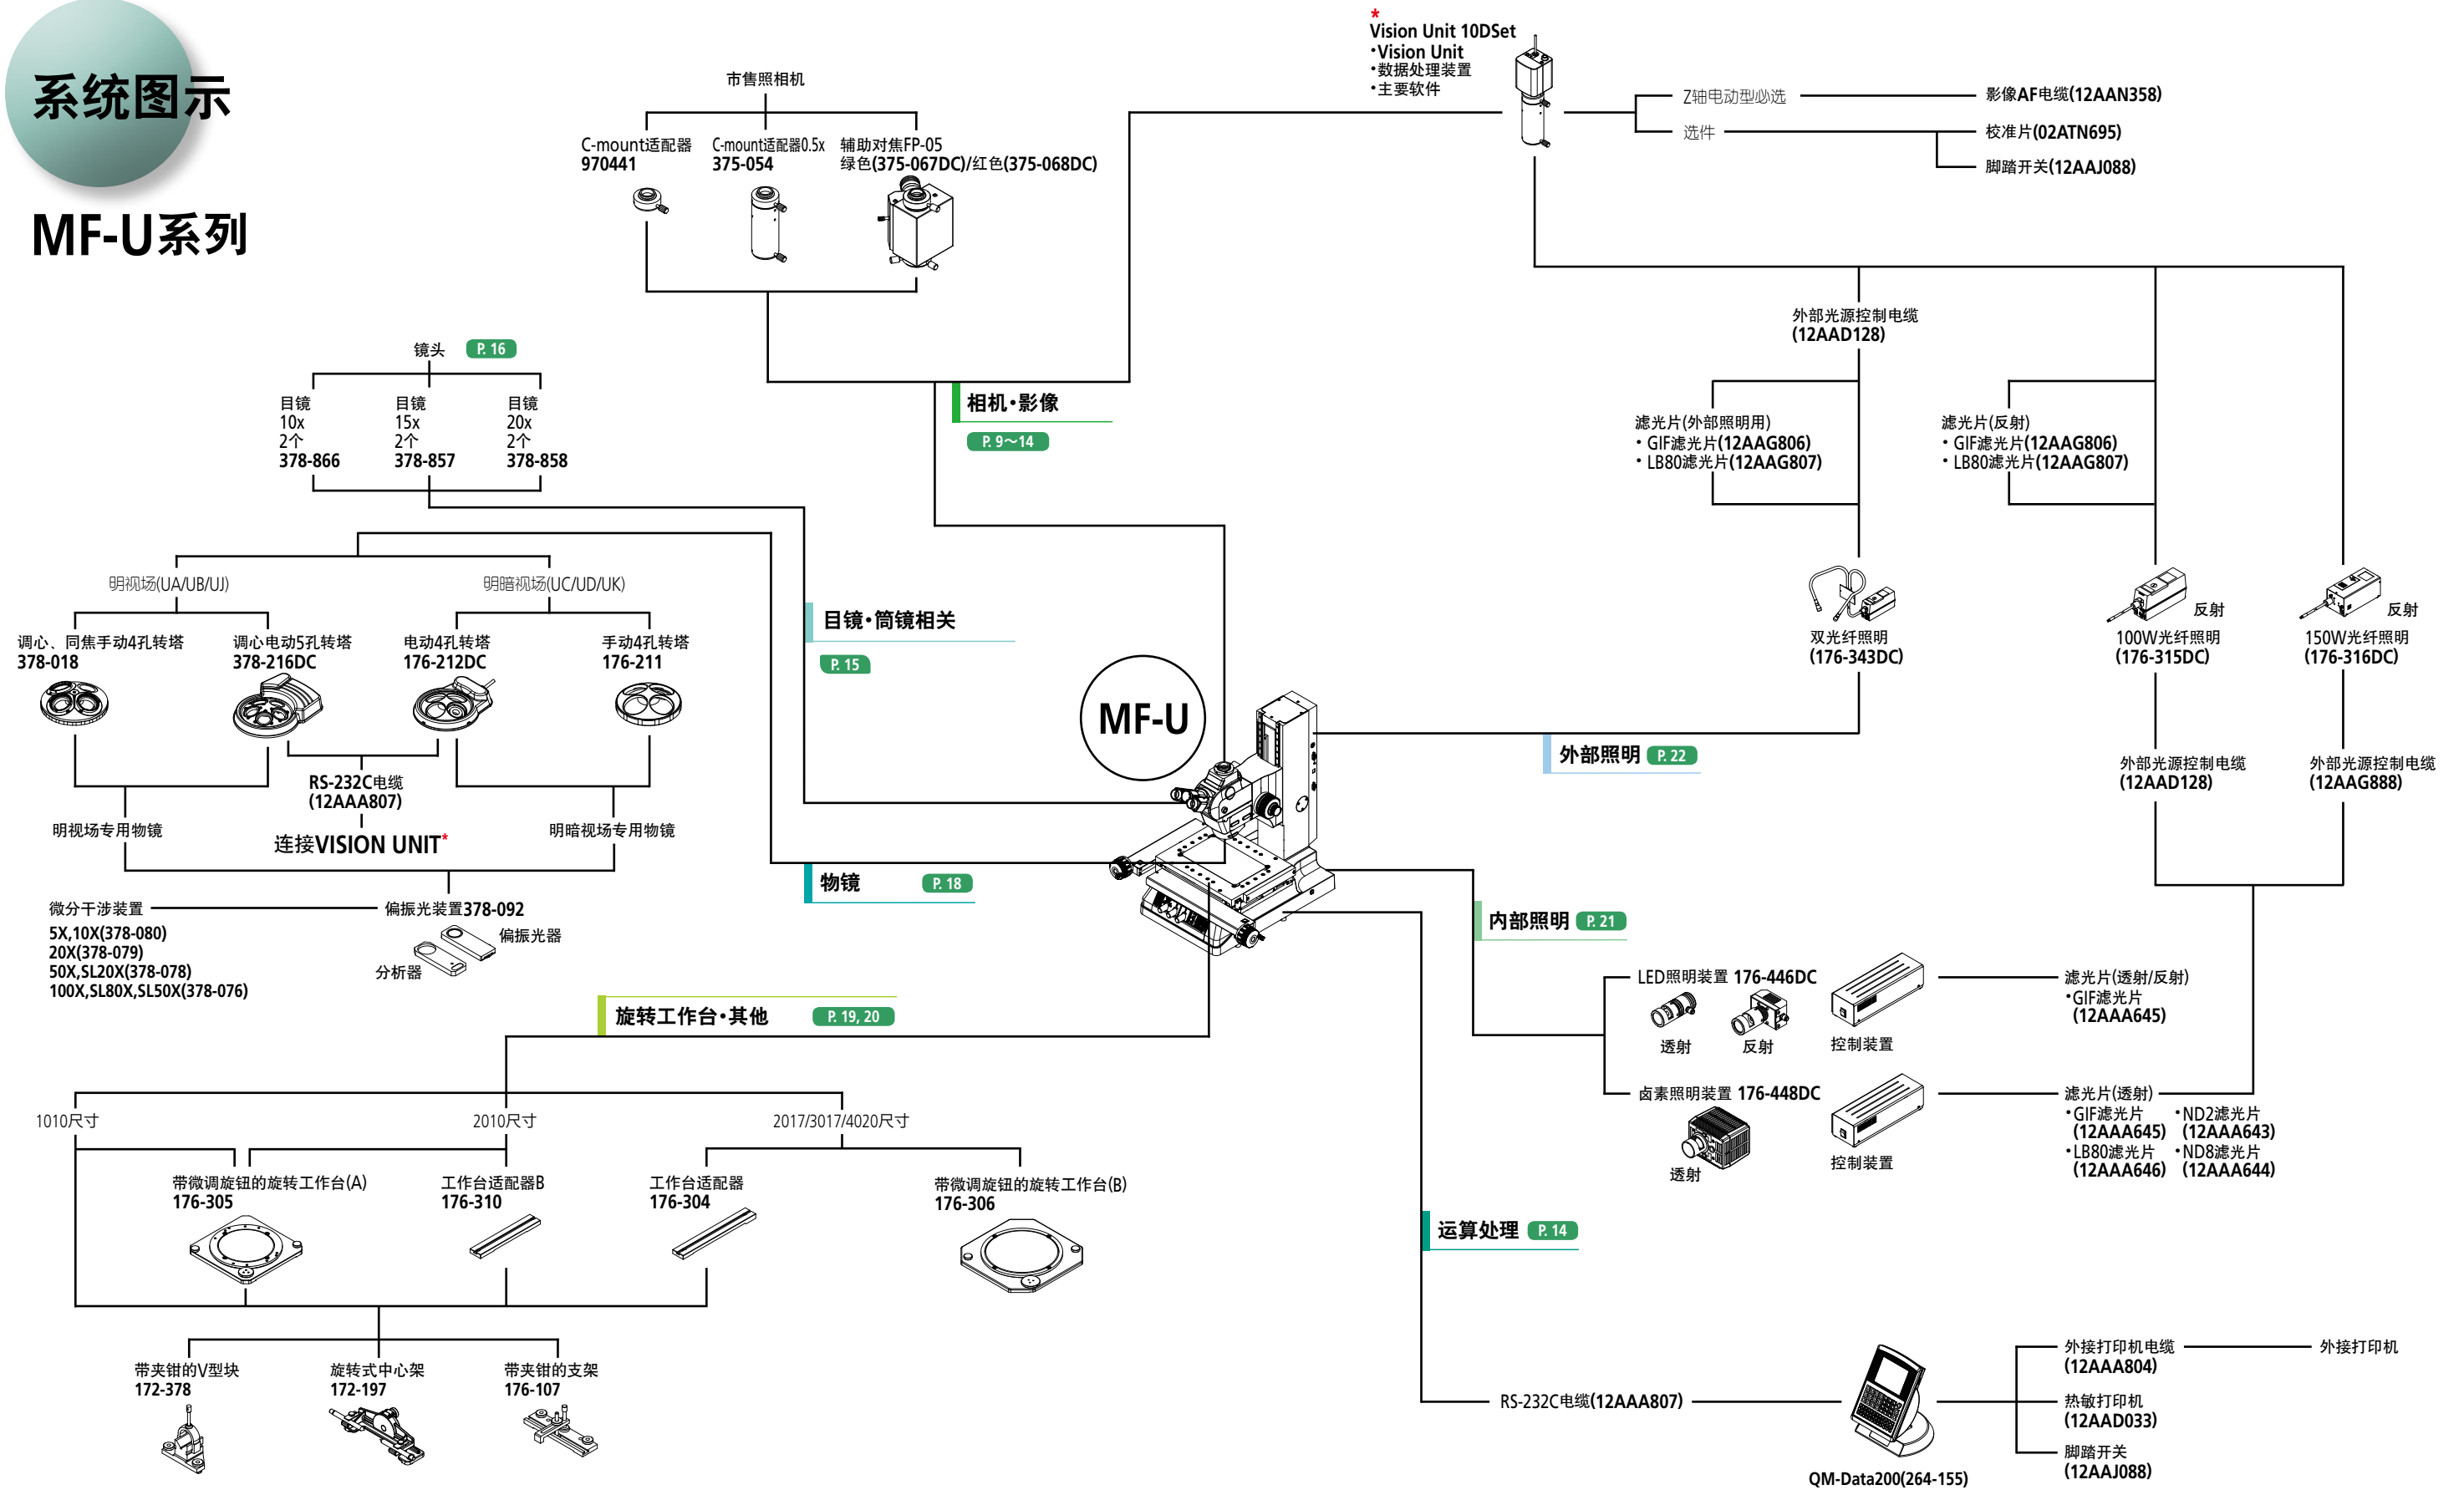 系统图示
MF-U系列
*
Vision Unit 10DSet
·Vision Unit
·数据处理装置
·主要软件
Z轴电动型必选
影像AF电缆(12AAN358)
选件
校准片(02ATN695)
脚踏开关(12AAJ088)
市售照相机
C-mount适配器
970441
C-mount适配器0.5x
375-054
辅助对焦FP-05
绿色(375-067DC)/红色(375-068DC)
镜头 P. 16
目镜
10x
2个
378-866
目镜
15x
2个
378-857
目镜
20x
2个
378-858
相机·影像
P. 9～14
外部光源控制电缆
(12AAD128)
滤光片(外部照明用)
· GIF滤光片(12AAG806)
· LB80滤光片(12AAG807)
滤光片(反射)
· GIF滤光片(12AAG806)
· LB80滤光片(12AAG807)
明视场(UA/UB/UJ)
明暗视场(UC/UD/UK)
调心、同焦手动4孔转塔
378-018
调心电动5孔转塔
378-216DC
电动4孔转塔
176-212DC
手动4孔转塔
176-211
目镜·筒镜相关
P. 15
MF-U
双光纤照明
(176-343DC)
反射
100W光纤照明
(176-315DC)
反射
150W光纤照明
(176-316DC)
外部照明 P. 22
外部光源控制电缆
(12AAD128)
外部光源控制电缆
(12AAG888)
RS-232C电缆
(12AAA807)
连接VISION UNIT*
明视场专用物镜
明暗视场专用物镜
物镜 P. 18
微分干涉装置
5X,10X(378-080)
20X(378-079)
50X,SL20X(378-078)
100X,SL80X,SL50X(378-076)
偏振光装置378-092
偏振光器
分析器
内部照明 P. 21
LED照明装置 176-446DC
透射
反射
控制装置
滤光片(透射/反射)
·GIF滤光片
(12AAA645)
卤素照明装置 176-448DC
透射
控制装置
滤光片(透射)
·GIF滤光片
(12AAA645)
·ND2滤光片
(12AAA643)
·LB80滤光片
(12AAA646)
·ND8滤光片
(12AAA644)
旋转工作台·其他 P. 19, 20
1010尺寸
2010尺寸
2017/3017/4020尺寸
带微调旋钮的旋转工作台(A)
176-305
工作台适配器B
176-310
工作台适配器
176-304
带微调旋钮的旋转工作台(B)
176-306
运算处理 P. 14
带夹钳的V型块
172-378
旋转式中心架
172-197
带夹钳的支架
176-107
RS-232C电缆(12AAA807)
QM-Data200(264-155)
外接打印机电缆
(12AAA804)
外接打印机
热敏打印机
(12AAD033)
脚踏开关
(12AAJ088)